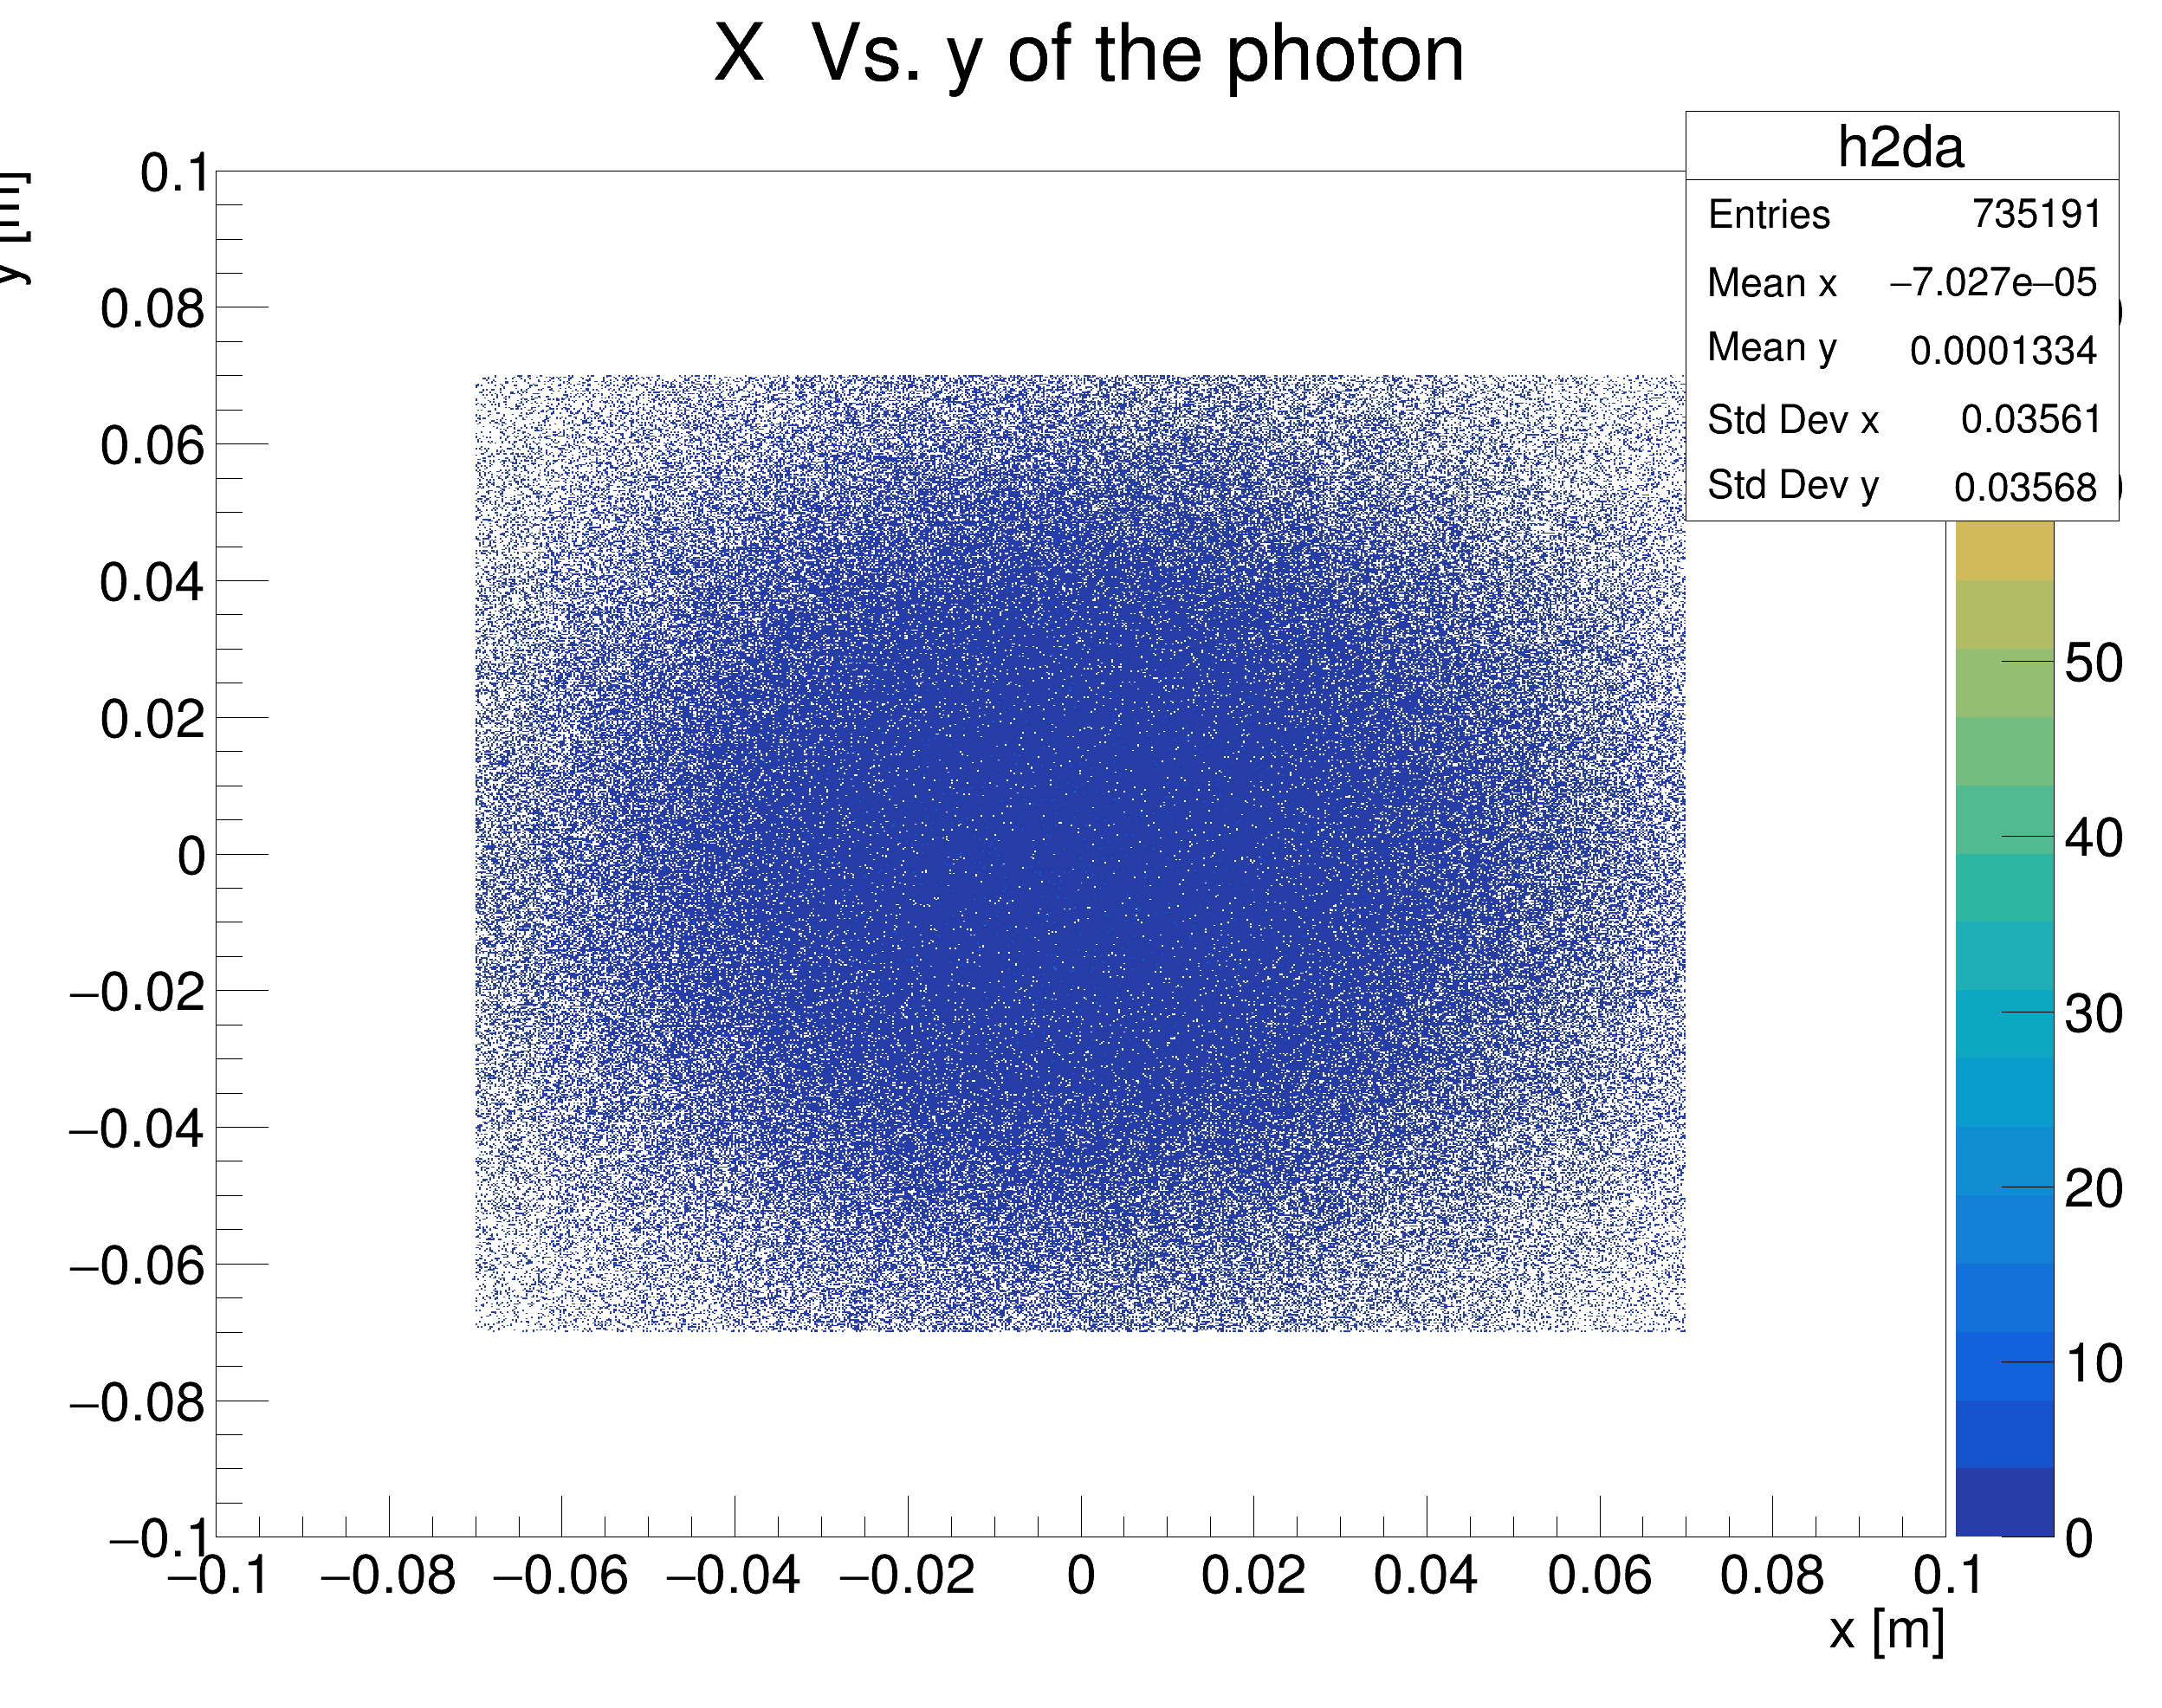 X Vs. y of the photon
y [m]
h2da
Entries 735191
Mean x −7.027e−05
Mean y 0.0001334
Std Dev x 0.03561
Std Dev y 0.03568
0.1
0.08
0.06
0.04
0.02
0
−0.02
−0.04
−0.06
−0.08
−0.1
50
40
30
20
10
0
−0.1 −0.08 −0.06 −0.04 −0.02 0 0.02 0.04 0.06 0.08 0.1
x [m]